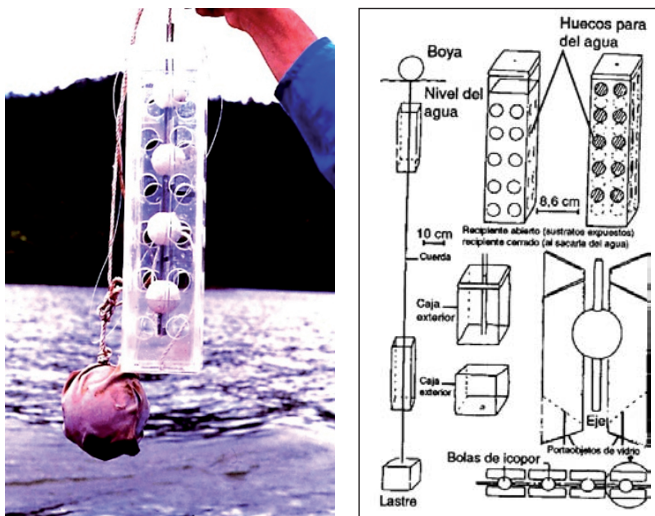 Boya
Huecos para
del agua
Nivel del
agua
8,6 cm
Recipiente abierto (sustratos expuestos)
recipiente cerrado (al sacarla del agua)
10 cm
Cuerda
Caja
exterior
Caja
exterior
Eje
Portaobjetos de vidrio
Bolas de icopor
Lastre